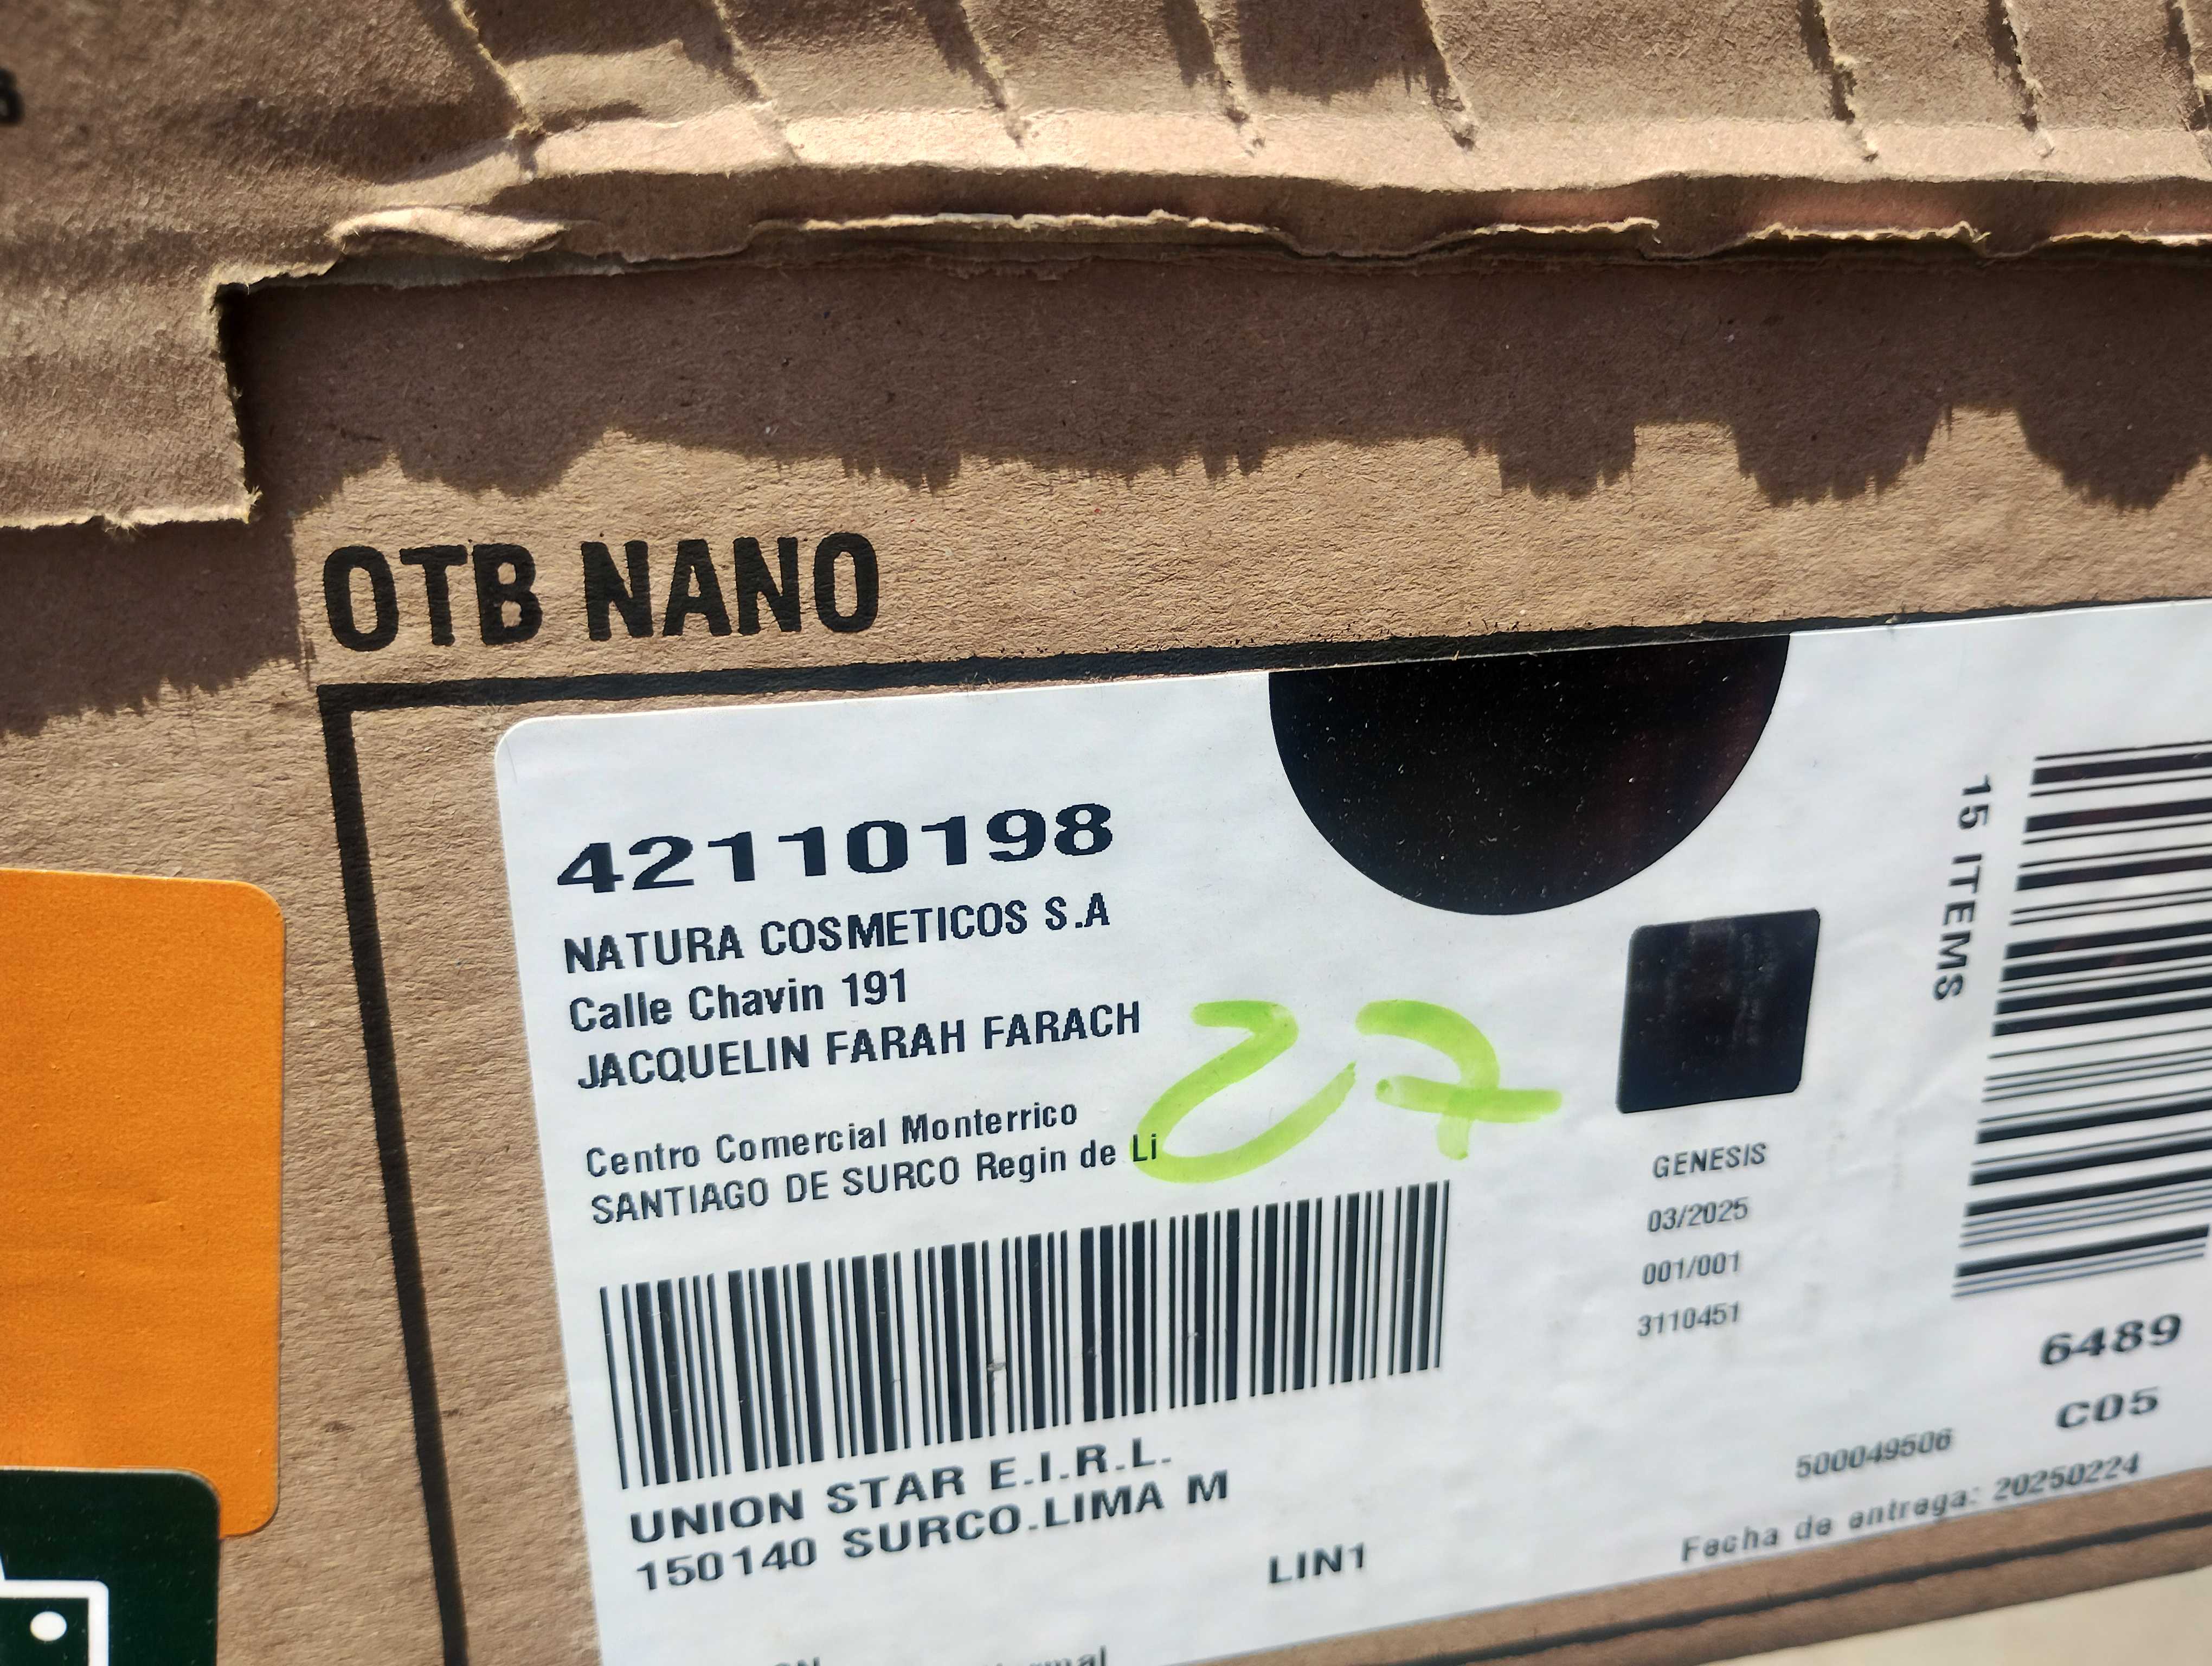 OTB NANO
42110198
NATURA COSMETICOS S.A
Calle Chavin 191
JACQUELIN FARAH FARACH
27
Centro Comercial Monterrico
SANTIAGO DE SURCO Regin de Li
UNION STAR E.I.R.L.
150140 SURCO.LIMA M
LIN1
GENESIS
03/2025
001/001
3110451
15 ITEMS
6489
C05
500049506
Fecha de entrega: 20250224